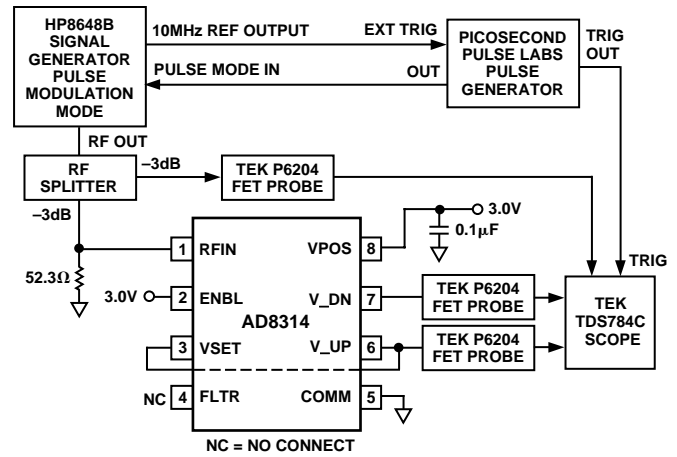 HP8648B
SIGNAL
GENERATOR
PULSE
MODULATION
MODE
10MHz REF OUTPUT
EXT TRIG
PULSE MODE IN
OUT
PICOSECOND
PULSE LABS
PULSE
GENERATOR
TRIG
OUT
RF OUT
RF
SPLITTER
–3dB
TEK P6204
FET PROBE
–3dB
52.3Ω
3.0V
1 RFIN
2 ENBL
3 VSET
4 FLTR
NC
AD8314
VPOS 8
V_DN 7
V_UP 6
COMM 5
3.0V
0.1μF
TEK P6204
FET PROBE
TEK P6204
FET PROBE
TRIG
TEK
TDS784C
SCOPE
NC = NO CONNECT